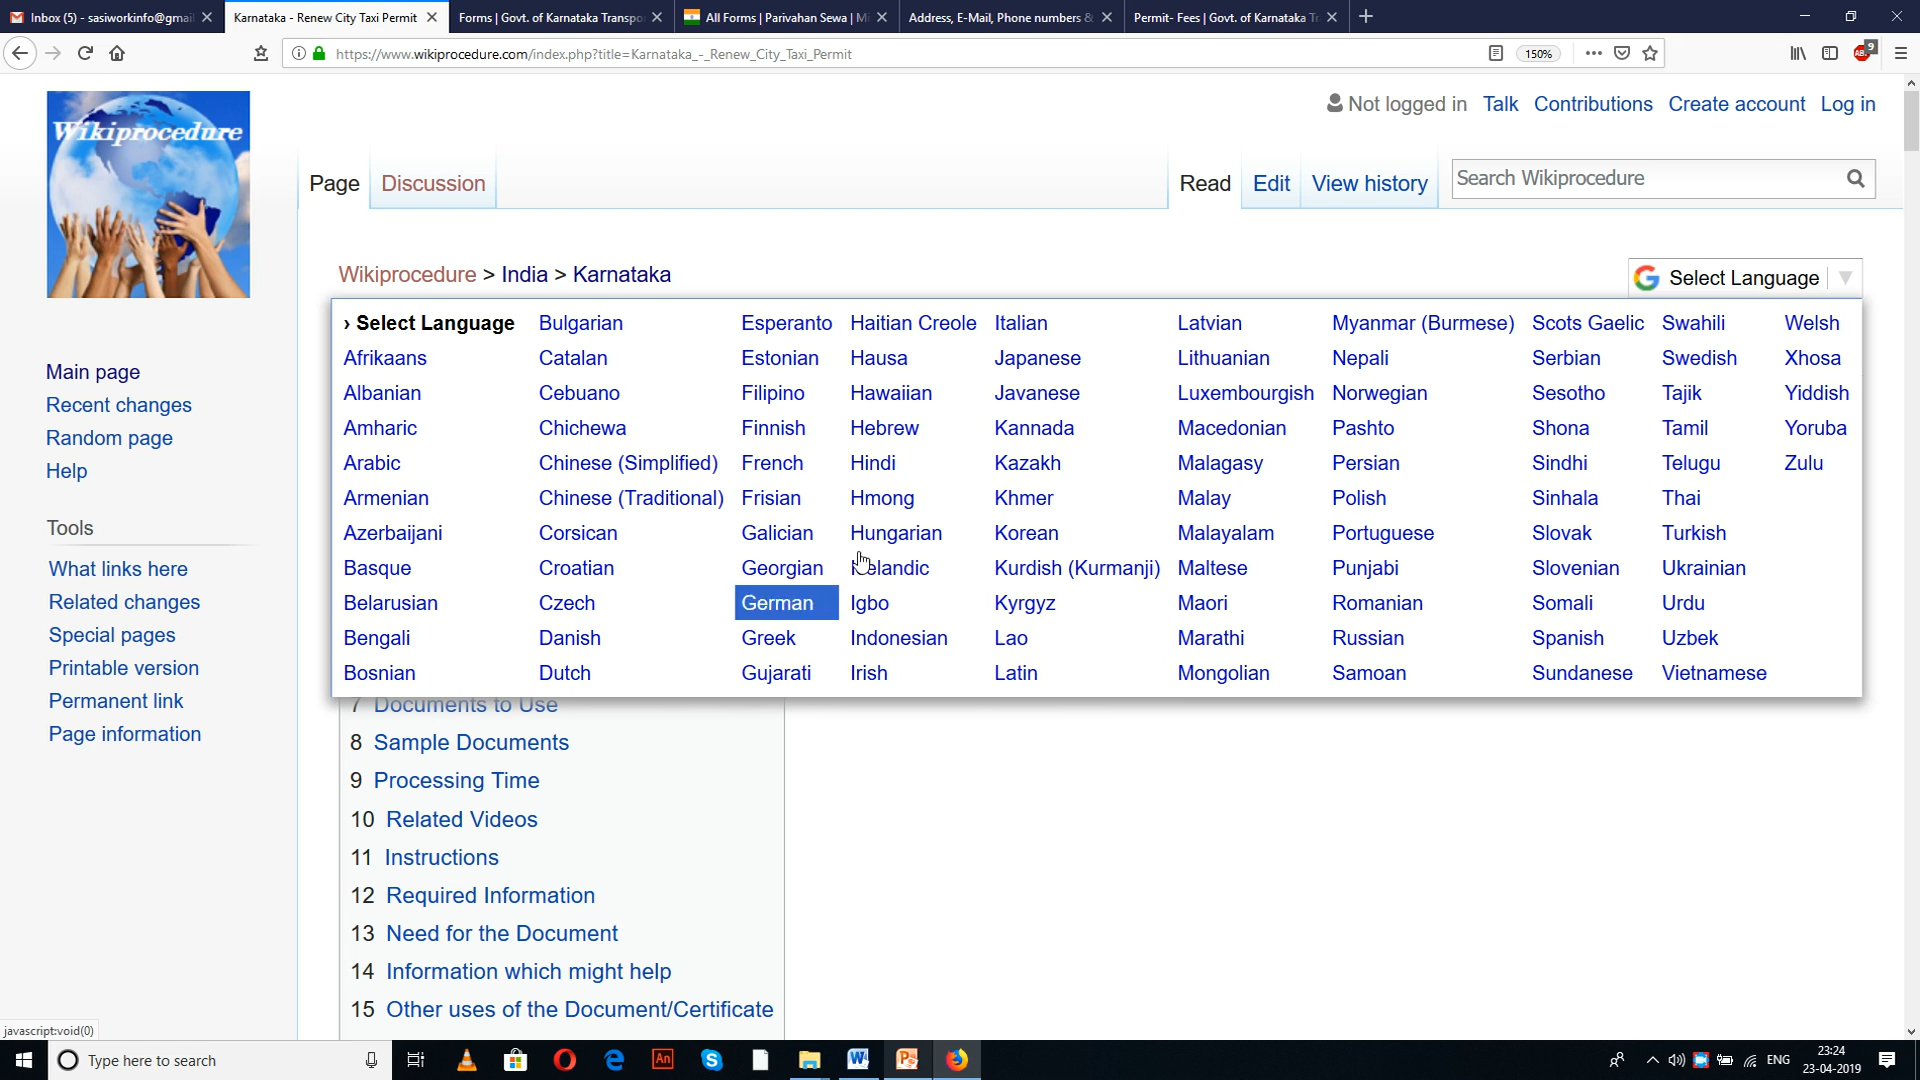 Inbox (5) - sasiworkinfo@gmai
Karnataka - Renew City Taxi Permit
Forms | Govt. of Karnataka Transpo
All Forms | Parivahan Sewa | Mi
Address, E-Mail, Phone numbers &
Permit- Fees | Govt. of Karnataka Tr
https://www.wikiprocedure.com/index.php?title=Karnataka_-_Renew_City_Taxi_Permit
150%
9
Wikiprocedure
Not logged in Talk Contributions Create account Log in
Page Discussion Read Edit View history Search Wikiprocedure
Wikiprocedure > India > Karnataka
Select Language
Main page
Recent changes
Random page
Help
Tools
What links here
Related changes
Special pages
Printable version
Permanent link
Page information
› Select Language Bulgarian Esperanto Haitian Creole Italian Latvian Myanmar (Burmese) Scots Gaelic Swahili Welsh
Afrikaans Catalan Estonian Hausa Japanese Lithuanian Nepali Serbian Swedish Xhosa
Albanian Cebuano Filipino Hawaiian Javanese Luxembourgish Norwegian Sesotho Tajik Yiddish
Amharic Chichewa Finnish Hebrew Kannada Macedonian Pashto Shona Tamil Yoruba
Arabic Chinese (Simplified) French Hindi Kazakh Malagasy Persian Sindhi Telugu Zulu
Armenian Chinese (Traditional) Frisian Hmong Khmer Malay Polish Sinhala Thai
Azerbaijani Corsican Galician Hungarian Korean Malayalam Portuguese Slovak Turkish
Basque Croatian Georgian Icelandic Kurdish (Kurmanji) Maltese Punjabi Slovenian Ukrainian
Belarusian Czech German Igbo Kyrgyz Maori Romanian Somali Urdu
Bengali Danish Greek Indonesian Lao Marathi Russian Spanish Uzbek
Bosnian Dutch Gujarati Irish Latin Mongolian Samoan Sundanese Vietnamese
7 Documents to Use
8 Sample Documents
9 Processing Time
10 Related Videos
11 Instructions
12 Required Information
13 Need for the Document
14 Information which might help
15 Other uses of the Document/Certificate
javascript:void(0)
Type here to search
ENG
23:24
23-04-2019